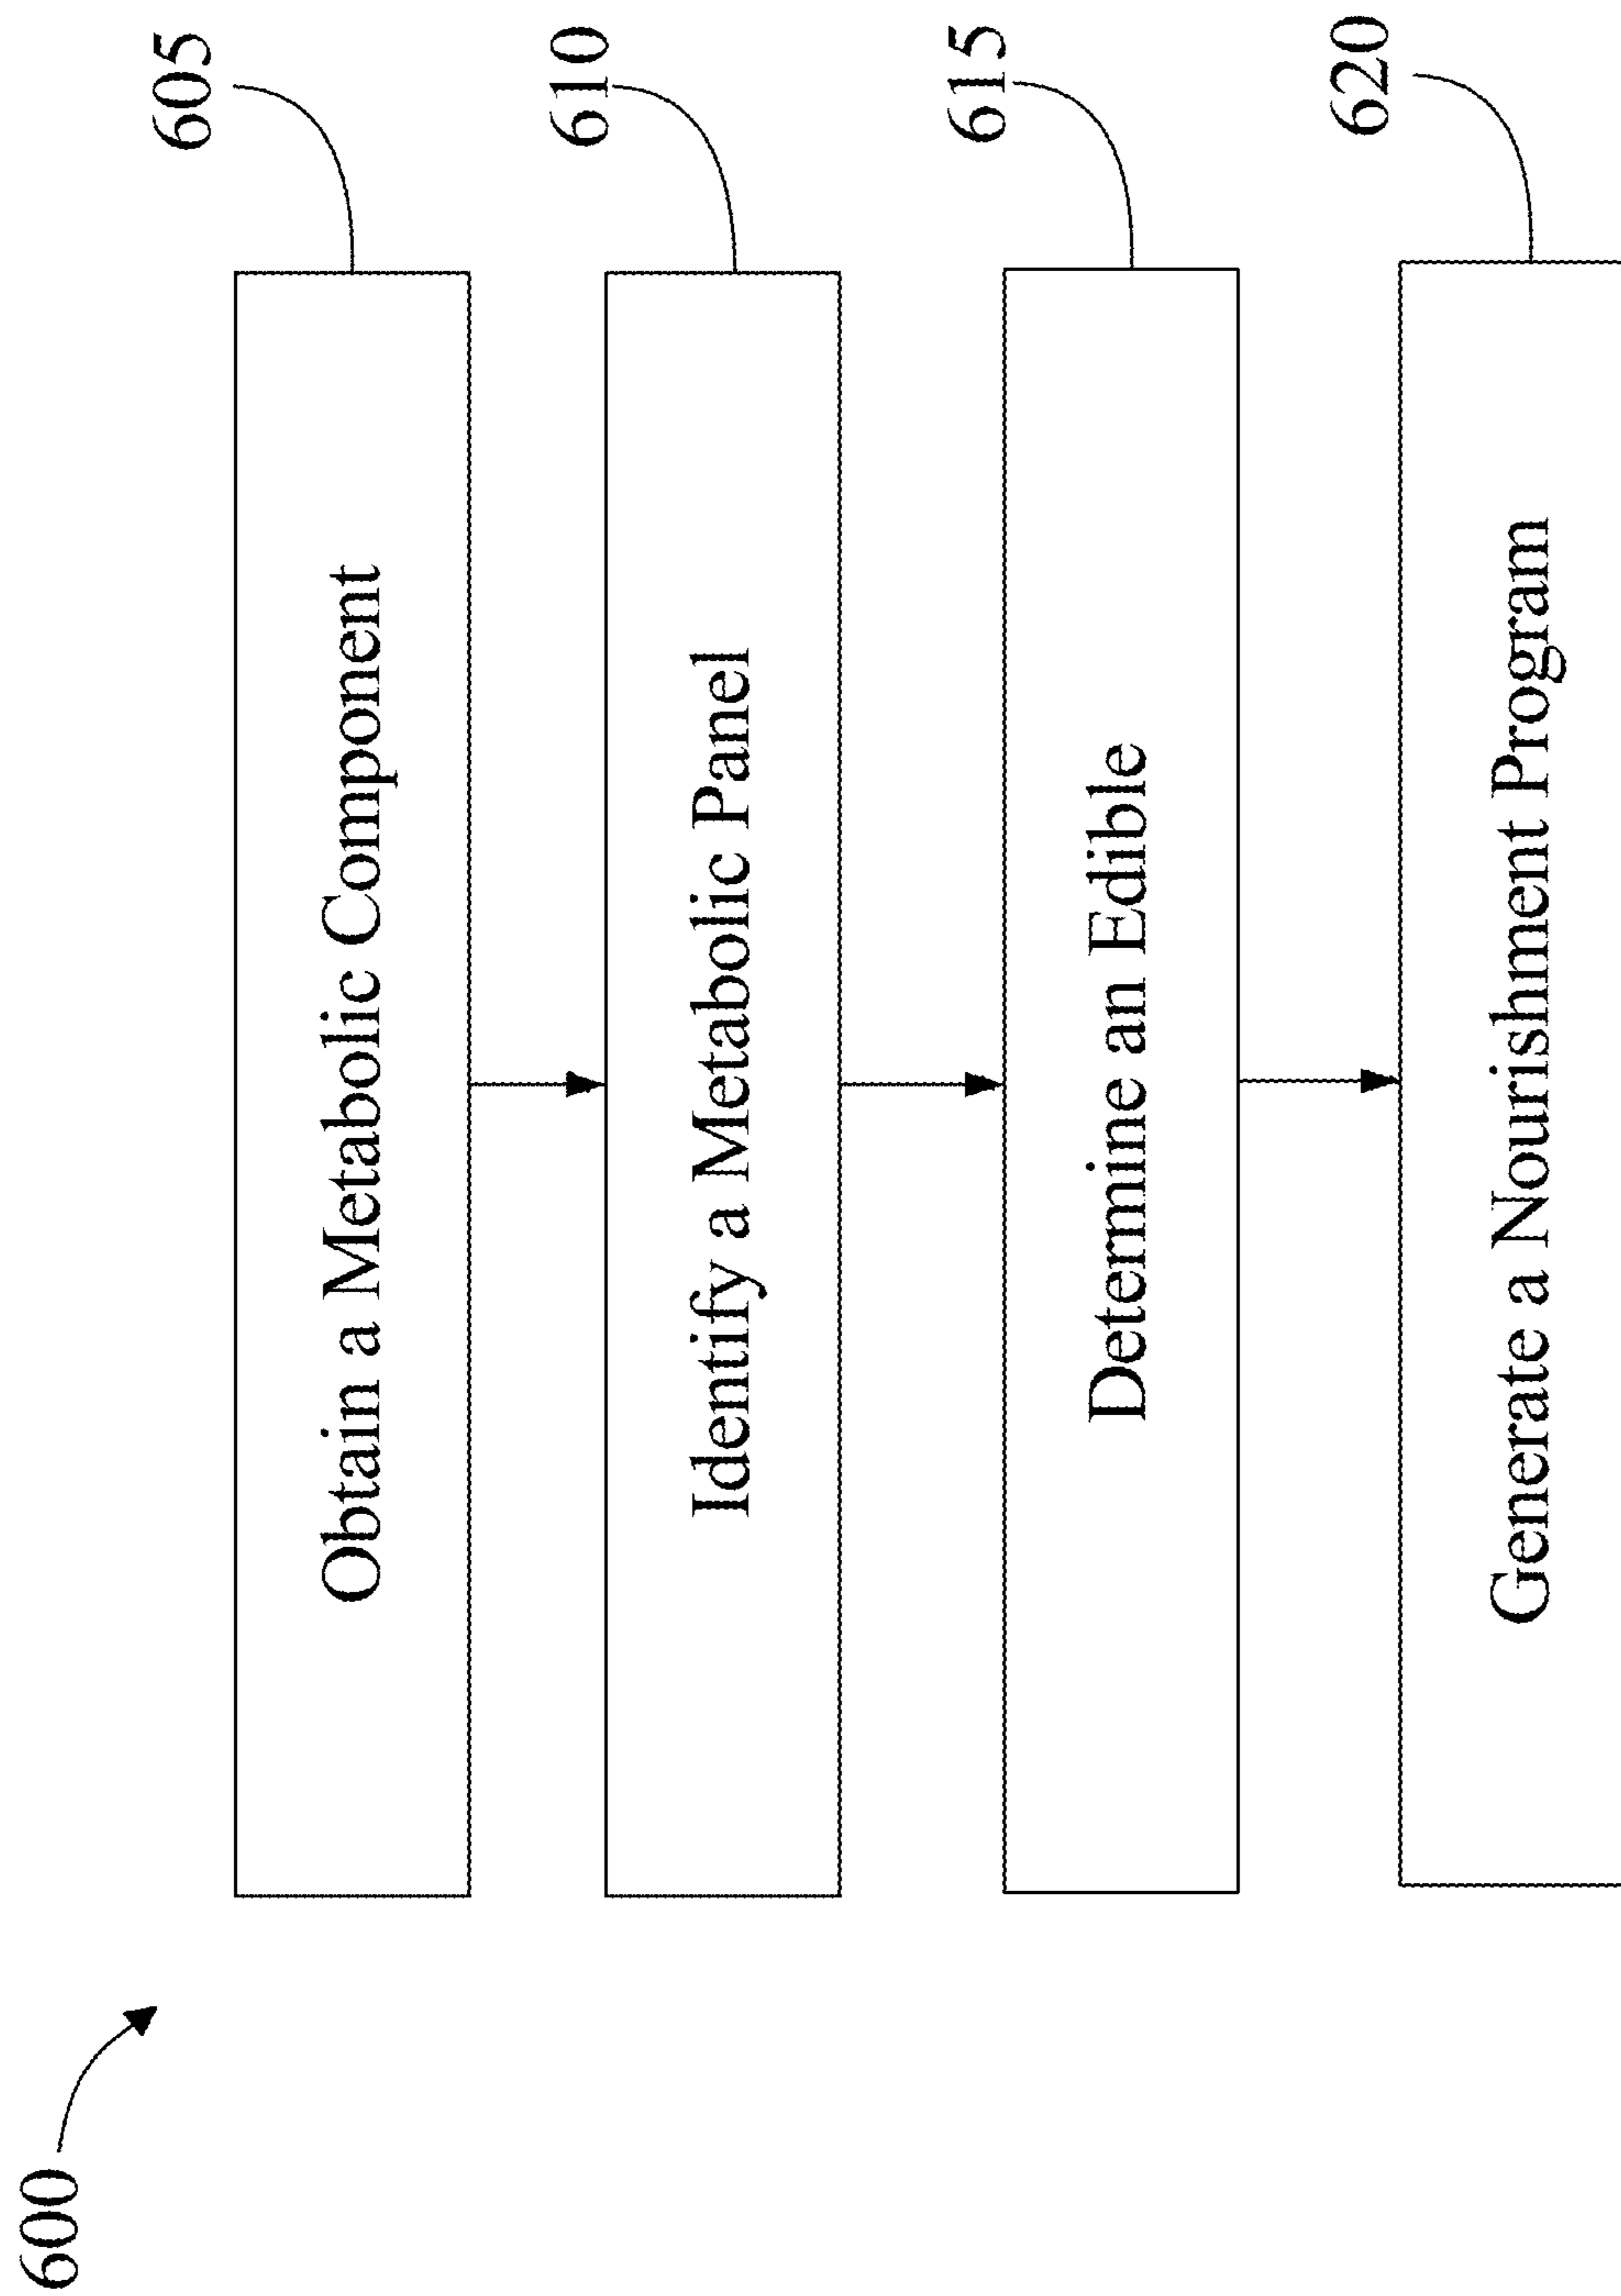 600
605
Obtain a Metabolic Component
610
Identify a Metabolic Panel
615
Determine an Edible
620
Generate a Nourishment Program